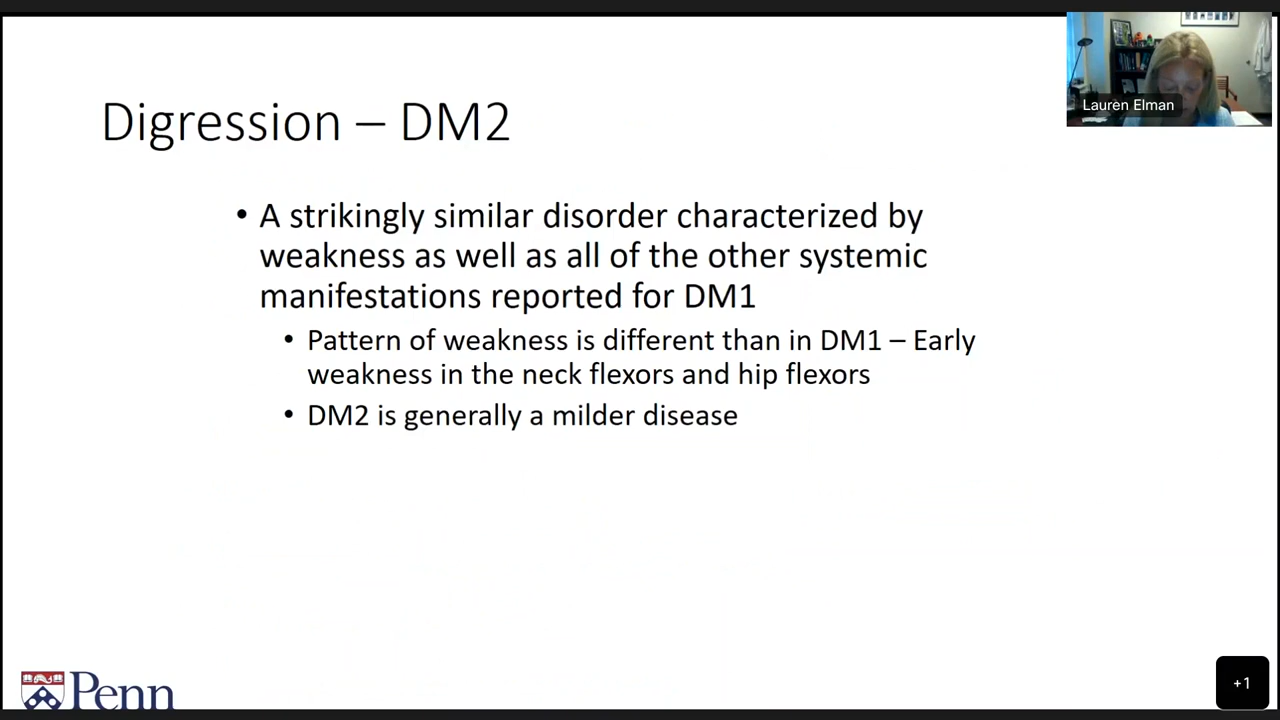 Lauren Elman
Digression – DM2
• A strikingly similar disorder characterized by
weakness as well as all of the other systemic
manifestations reported for DM1
• Pattern of weakness is different than in DM1 – Early
weakness in the neck flexors and hip flexors
• DM2 is generally a milder disease
Penn
+1